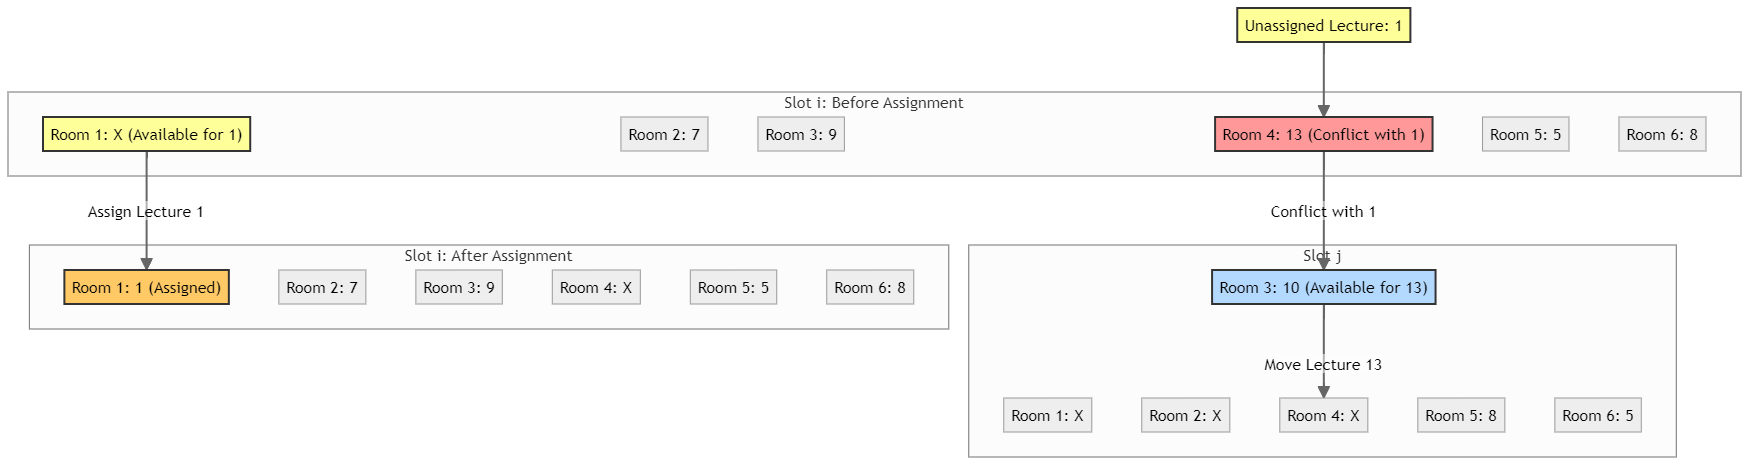 Unassigned Lecture: 1
Slot i: Before Assignment
Room 1: X (Available for 1)
Room 2: 7
Room 3: 9
Room 4: 13 (Conflict with 1)
Room 5: 5
Room 6: 8
Assign Lecture 1
Conflict with 1
Slot i: After Assignment
Room 1: 1 (Assigned)
Room 2: 7
Room 3: 9
Room 4: X
Room 5: 5
Room 6: 8
Slot j
Room 3: 10 (Available for 13)
Move Lecture 13
Room 1: X
Room 2: X
Room 4: X
Room 5: 8
Room 6: 5